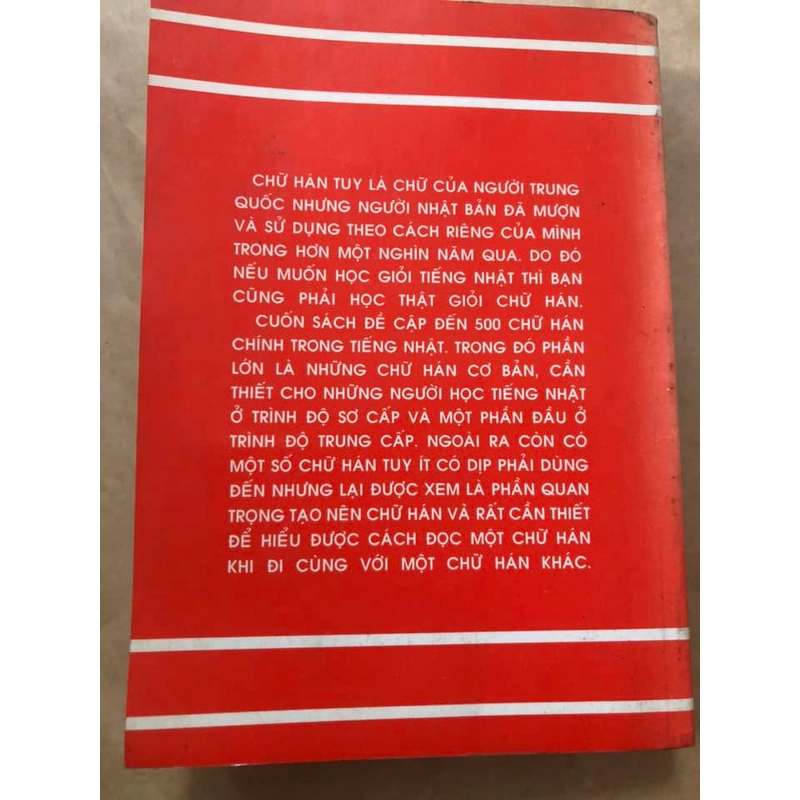 CHỮ HÁN TUY LÀ CHỮ CỦA NGƯỜI TRUNG
QUỐC NHƯNG NGƯỜI NHẬT BẢN ĐÃ MƯỢN
VÀ SỬ DỤNG THEO CÁCH RIÊNG CỦA MÌNH
TRONG HƠN MỘT NGHÌN NĂM QUA. DO ĐÓ
NẾU MUỐN HỌC GIỎI TIẾNG NHẬT THÌ BẠN
CŨNG PHẢI HỌC THẬT GIỎI CHỮ HÁN.
CUỐN SÁCH ĐỀ CẬP ĐẾN 500 CHỮ HÁN
CHÍNH TRONG TIẾNG NHẬT. TRONG ĐÓ PHẦN
LỚN LÀ NHỮNG CHỮ HÁN CƠ BẢN, CẦN
THIẾT CHO NHỮNG NGƯỜI HỌC TIẾNG NHẬT
Ở TRÌNH ĐỘ SƠ CẤP VÀ MỘT PHẦN ĐẦU Ở
TRÌNH ĐỘ TRUNG CẤP. NGOÀI RA CÒN CÓ
MỘT SỐ CHỮ HÁN TUY ÍT CÓ DỊP PHẢI DÙNG
ĐẾN NHƯNG LẠI ĐƯỢC XEM LÀ PHẦN QUAN
TRỌNG TẠO NÊN CHỮ HÁN VÀ RẤT CẦN THIẾT
ĐỂ HIỂU ĐƯỢC CÁCH ĐỌC MỘT CHỮ HÁN
KHI ĐI CÙNG VỚI MỘT CHỮ HÁN KHÁC.